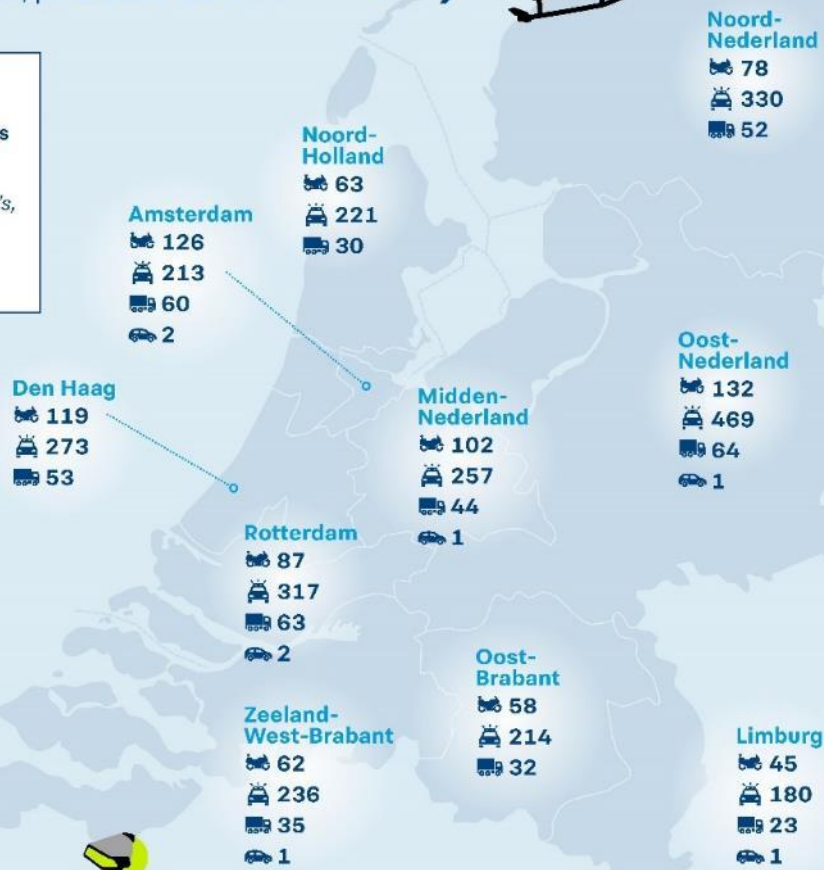 Noord-
Nederland
78
330
52
s
's,
Noord-
Holland
63
221
30
Amsterdam
126
213
60
2
Den Haag
119
273
53
Midden-
Nederland
102
257
44
1
Oost-
Nederland
132
469
64
1
Rotterdam
87
317
63
2
Oost-
Brabant
58
214
32
Zeeland-
West-Brabant
62
236
35
1
Limburg
45
180
23
1